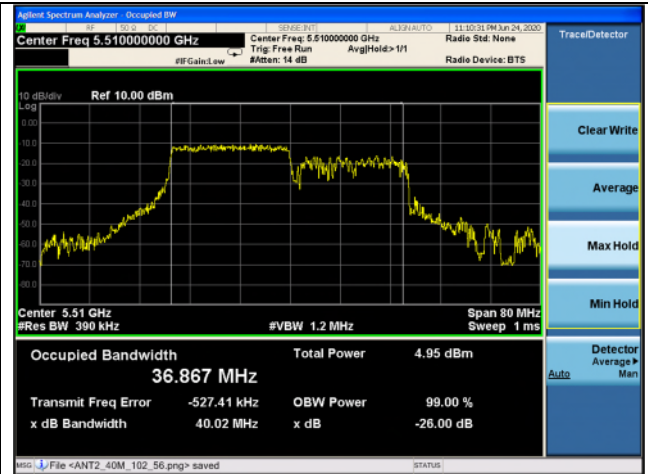 Agilent Spectrum Analyzer - Occupied BW
RF 50 Ω DC SENSE:INT ALIGN AUTO 11:10:31 PM Jun 24, 2020
Center Freq 5.510000000 GHz
Center Freq: 5.510000000 GHz Radio Std: None
Trig: Free Run Avg|Hold:>1/1
#IFGain:Low #Atten: 14 dB Radio Device: BTS
Trace/Detector
10 dB/div Ref 10.00 dBm
Log
0.00
-10.0
-20.0
-30.0
-40.0
-50.0
-60.0
-70.0
-80.0
Clear Write
Average
Max Hold
Min Hold
Center 5.51 GHz Span 80 MHz
#Res BW 390 kHz #VBW 1.2 MHz Sweep 1 ms
Occupied Bandwidth Total Power 4.95 dBm
36.867 MHz
Transmit Freq Error -527.41 kHz OBW Power 99.00 %
x dB Bandwidth 40.02 MHz x dB -26.00 dB
Detector
Average
Auto Man
MSG File <ANT2_40M_102_56.png> saved STATUS